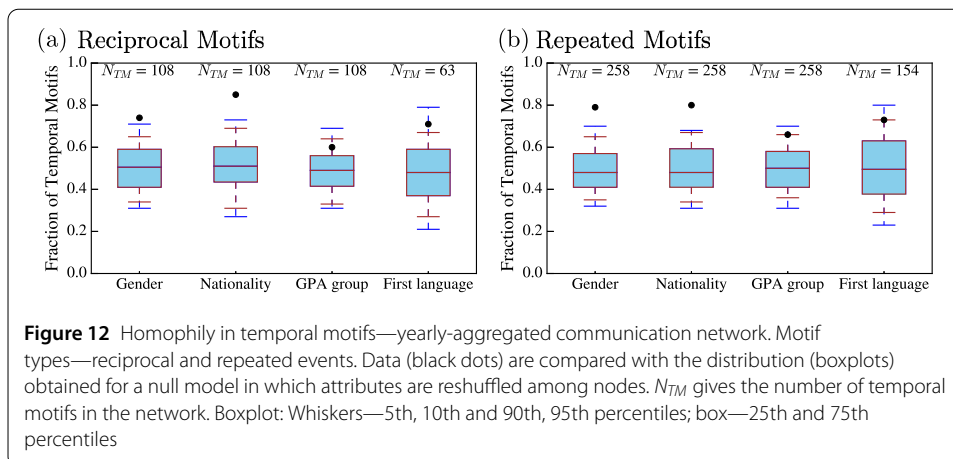 (a) Reciprocal Motifs
(b) Repeated Motifs
Fraction of Temporal Motifs
1.0
0.8
0.6
0.4
0.2
0.0
N_TM = 108 N_TM = 108 N_TM = 108 N_TM = 63
Gender Nationality GPA group First language
Fraction of Temporal Motifs
1.0
0.8
0.6
0.4
0.2
0.0
N_TM = 258 N_TM = 258 N_TM = 258 N_TM = 154
Gender Nationality GPA group First language
Figure 12 Homophily in temporal motifs—yearly-aggregated communication network. Motif
types—reciprocal and repeated events. Data (black dots) are compared with the distribution (boxplots)
obtained for a null model in which attributes are reshuffled among nodes. N_TM gives the number of temporal
motifs in the network. Boxplot: Whiskers—5th, 10th and 90th, 95th percentiles; box—25th and 75th
percentiles